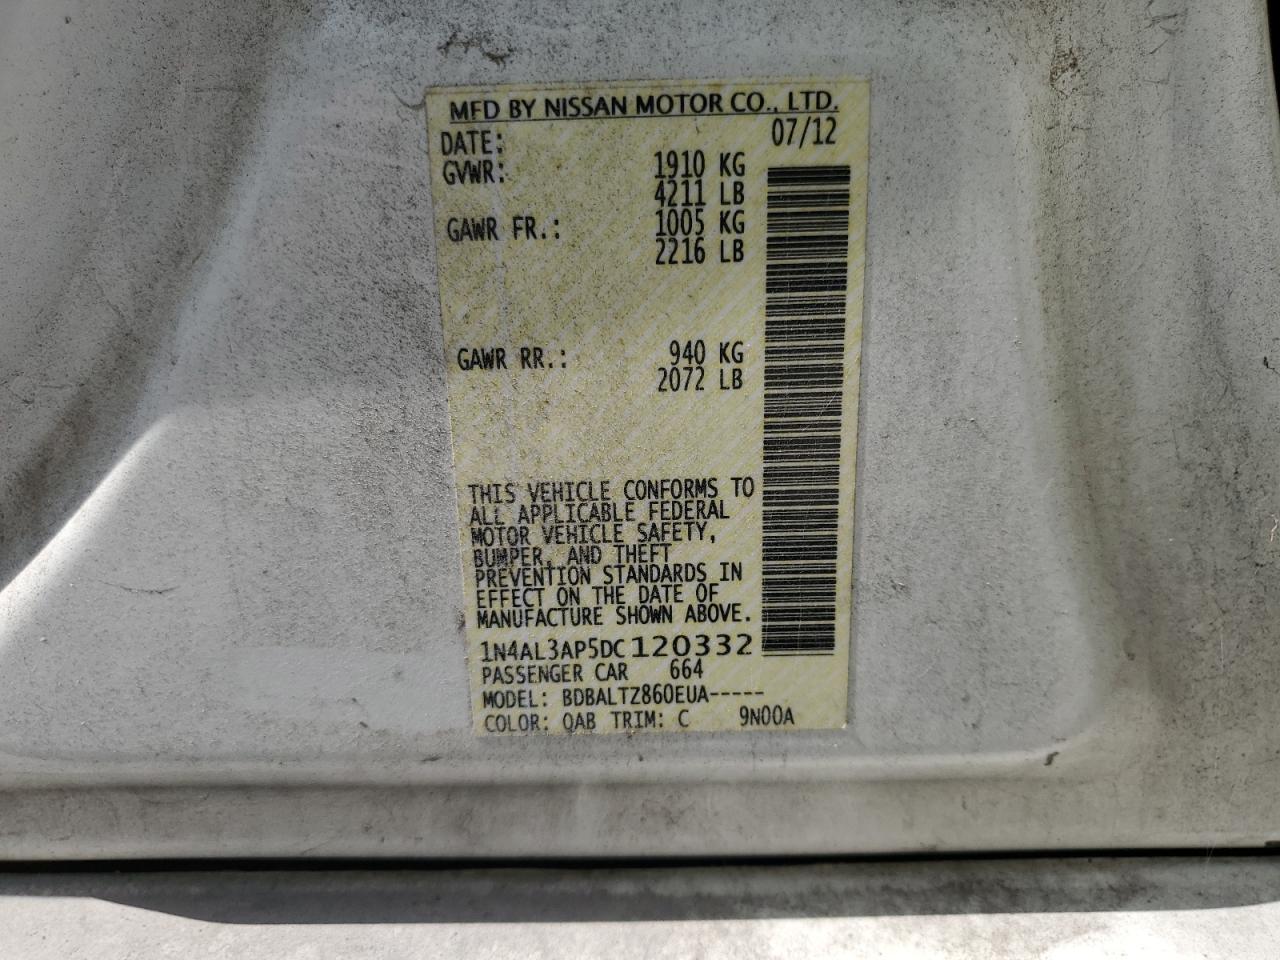 MFD BY NISSAN MOTOR CO., LTD.
DATE: 07/12
GVWR: 1910 KG
4211 LB
GAWR FR.: 1005 KG
2216 LB
GAWR RR.: 940 KG
2072 LB
THIS VEHICLE CONFORMS TO
ALL APPLICABLE FEDERAL
MOTOR VEHICLE SAFETY,
BUMPER, AND THEFT
PREVENTION STANDARDS IN
EFFECT ON THE DATE OF
MANUFACTURE SHOWN ABOVE.
1N4AL3AP5DC120332
PASSENGER CAR 664
MODEL: BDBALTZ860EUA-----
COLOR: QAB TRIM: C 9N00A